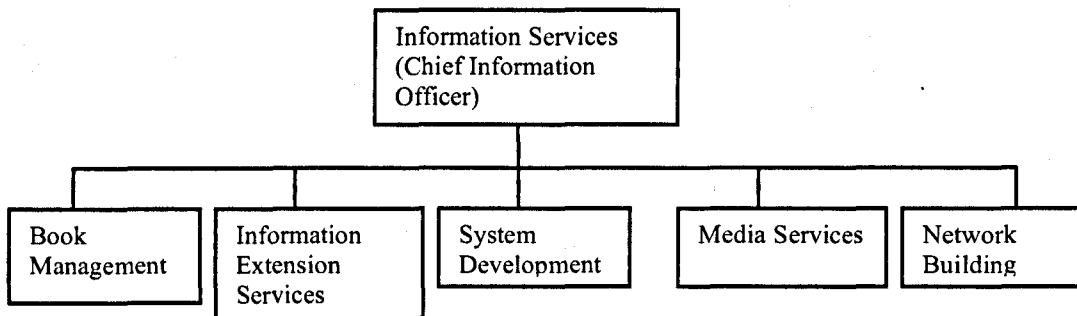 Information Services
(Chief Information
Officer)
Book
Management
Information
Extension
Services
System
Development
Media Services
Network
Building